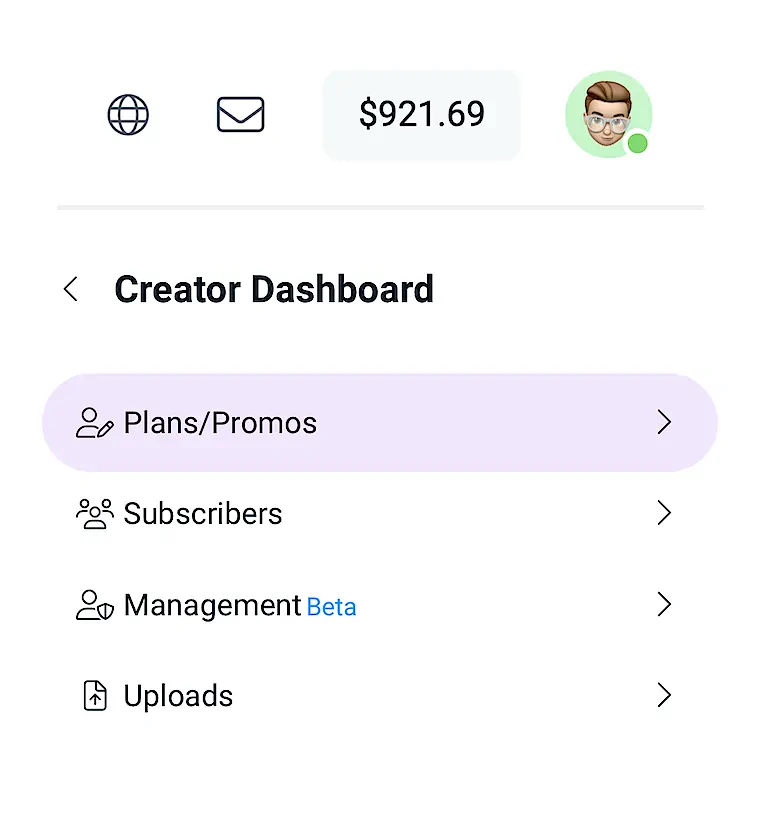 $921.69
Creator Dashboard
Plans/Promos
Subscribers
Management Beta
Uploads